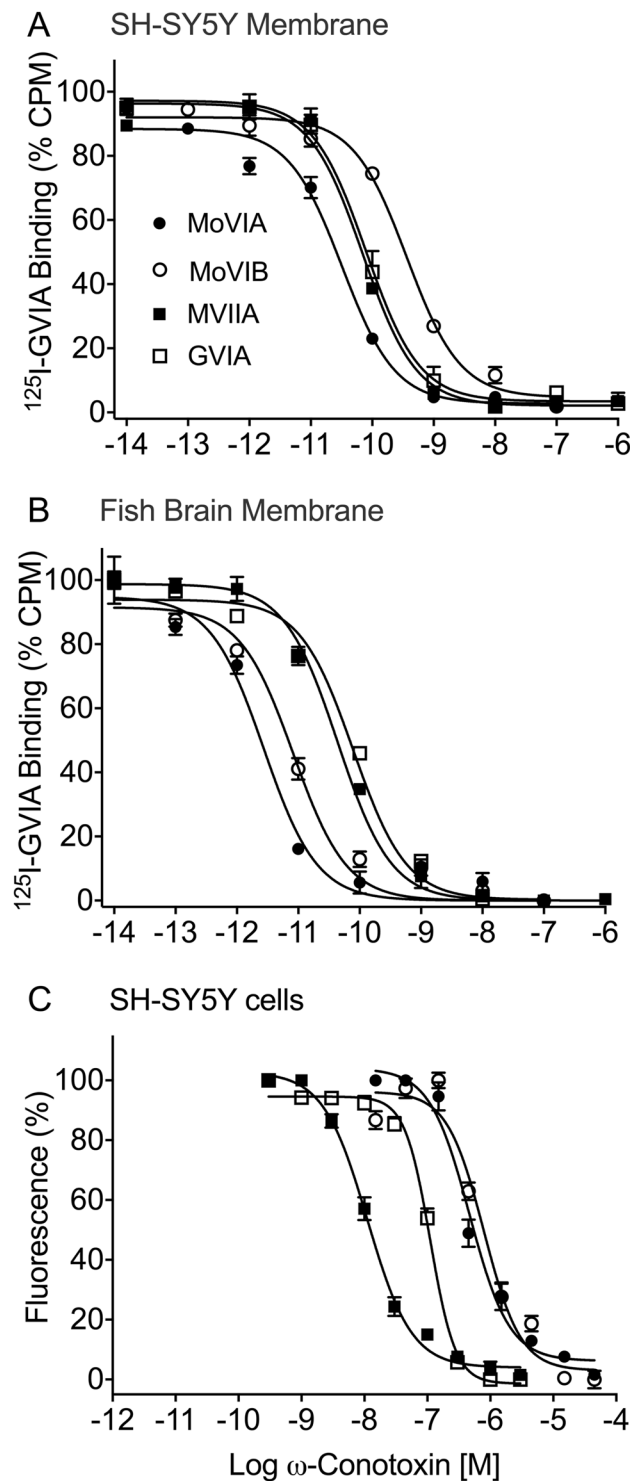 A SH-SY5Y Membrane
¹²⁵I-GVIA Binding (% CPM)
100
80
60
40
20
0
MoVIA
MoVIB
MVIIA
GVIA
-14 -13 -12 -11 -10 -9 -8 -7 -6
B Fish Brain Membrane
¹²⁵I-GVIA Binding (% CPM)
100
80
60
40
20
0
-14 -13 -12 -11 -10 -9 -8 -7 -6
C SH-SY5Y cells
Fluorescence (%)
100
80
60
40
20
0
-12 -11 -10 -9 -8 -7 -6 -5 -4
Log ω-Conotoxin [M]